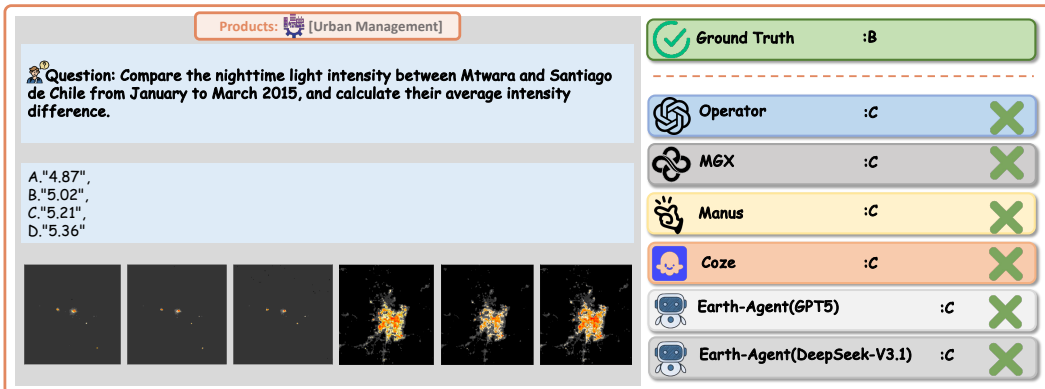 Products: [Urban Management]
Question: Compare the nighttime light intensity between Mtwara and Santiago
de Chile from January to March 2015, and calculate their average intensity
difference.
A."4.87",
B."5.02",
C."5.21",
D."5.36"
Ground Truth :B
Operator :C
MGX :C
Manus :C
Coze :C
Earth-Agent(GPT5) :C
Earth-Agent(DeepSeek-V3.1) :C